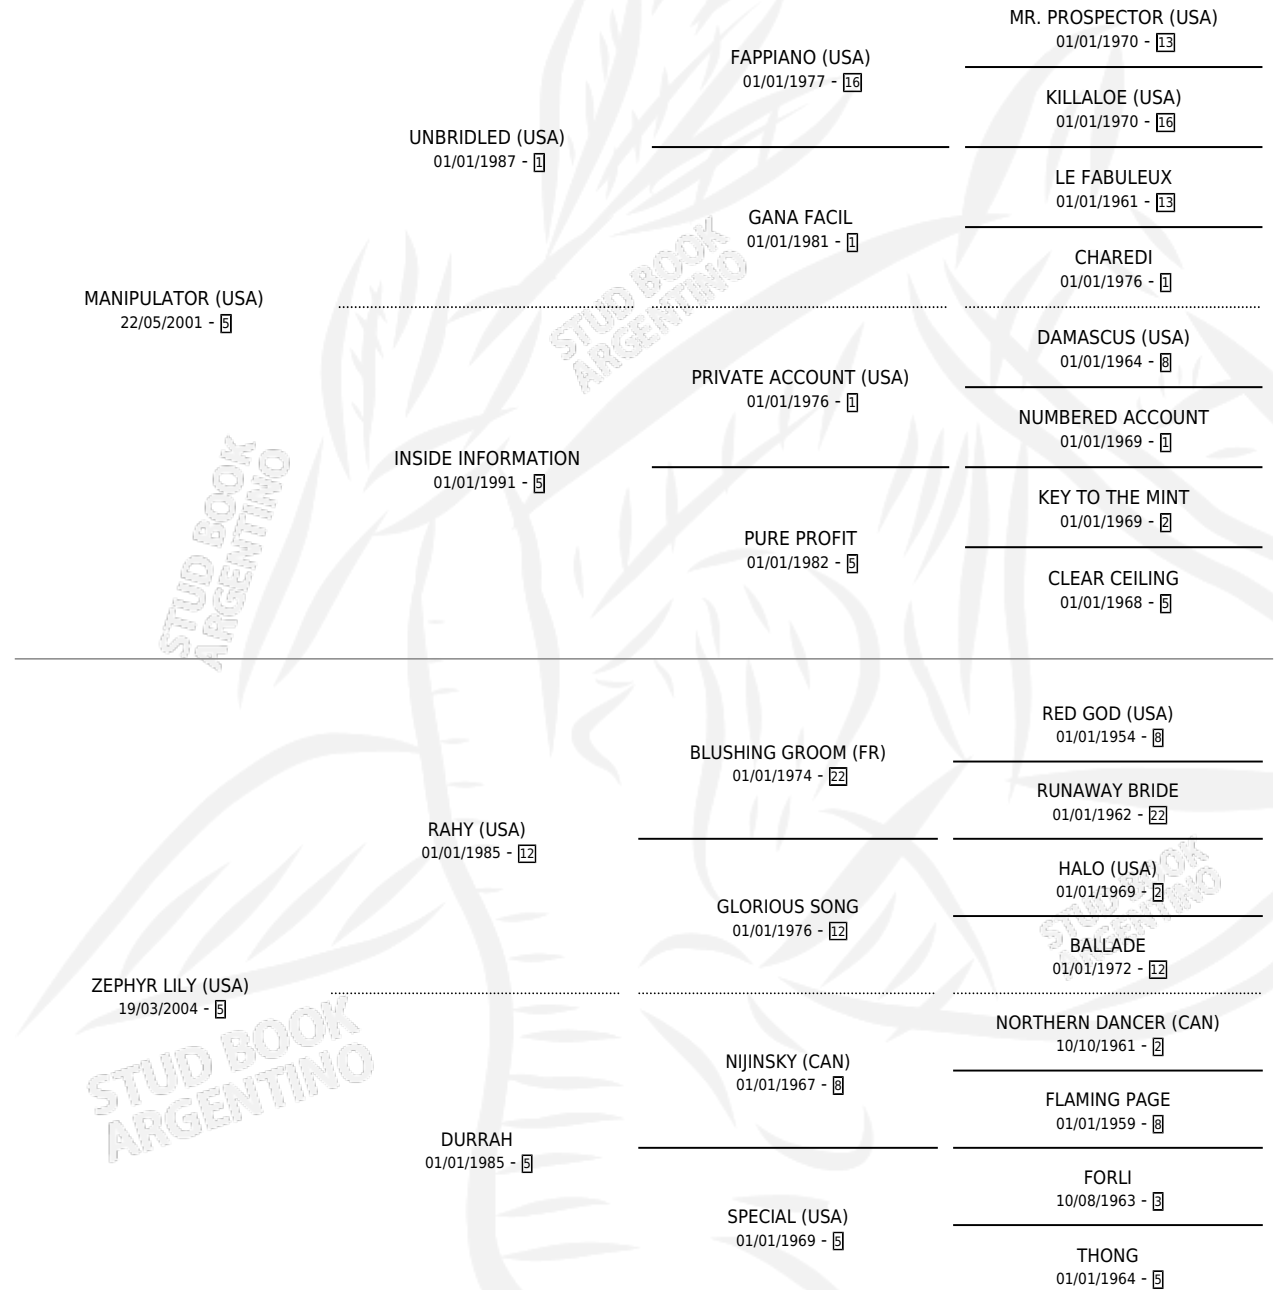 MR. PROSPECTOR (USA)
01/01/1970 - 13
FAPPIANO (USA)
01/01/1977 - 16
KILLALOE (USA)
01/01/1970 - 16
UNBRIDLED (USA)
01/01/1987 - 1
LE FABULEUX
01/01/1961 - 13
GANA FACIL
01/01/1981 - 1
CHAREDI
01/01/1976 - 1
MANIPULATOR (USA)
22/05/2001 - 5
STUD BOOK
ARGENTINO
DAMASCUS (USA)
01/01/1964 - 8
PRIVATE ACCOUNT (USA)
01/01/1976 - 1
NUMBERED ACCOUNT
01/01/1969 - 1
INSIDE INFORMATION
01/01/1991 - 5
KEY TO THE MINT
01/01/1969 - 2
PURE PROFIT
01/01/1982 - 5
CLEAR CEILING
01/01/1968 - 5
STUD BOOK
ARGENTINO
RED GOD (USA)
01/01/1954 - 8
BLUSHING GROOM (FR)
01/01/1974 - 22
RUNAWAY BRIDE
01/01/1962 - 22
RAHY (USA)
01/01/1985 - 12
HALO (USA)
01/01/1969 - 2
GLORIOUS SONG
01/01/1976 - 12
BALLADE
01/01/1972 - 12
STUD BOOK
ARGENTINO
ZEPHYR LILY (USA)
19/03/2004 - 5
STUD BOOK
ARGENTINO
NORTHERN DANCER (CAN)
10/10/1961 - 2
NIJINSKY (CAN)
01/01/1967 - 8
FLAMING PAGE
01/01/1959 - 8
DURRAH
01/01/1985 - 5
FORLI
10/08/1963 - 3
SPECIAL (USA)
01/01/1969 - 5
THONG
01/01/1964 - 5